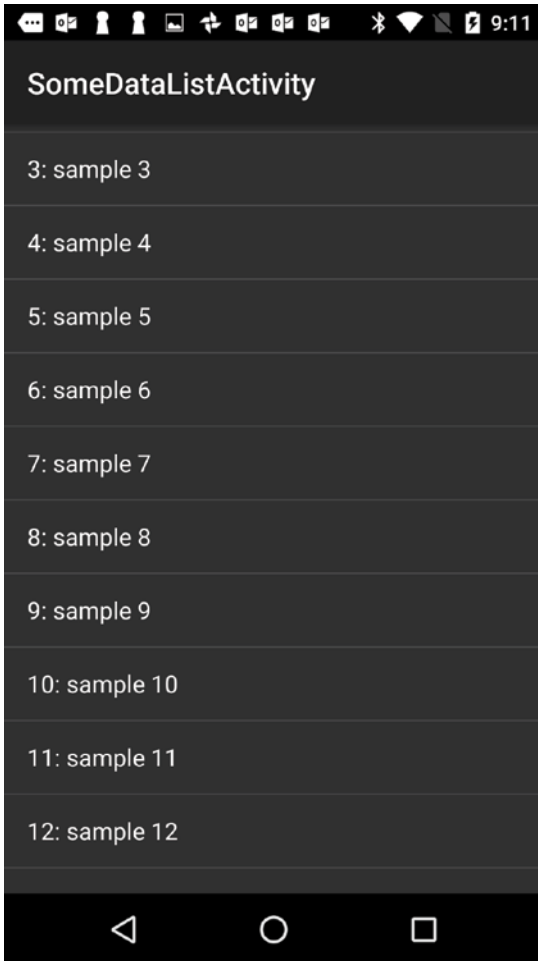 9:11
SomeDataListActivity
3: sample 3
4: sample 4
5: sample 5
6: sample 6
7: sample 7
8: sample 8
9: sample 9
10: sample 10
11: sample 11
12: sample 12